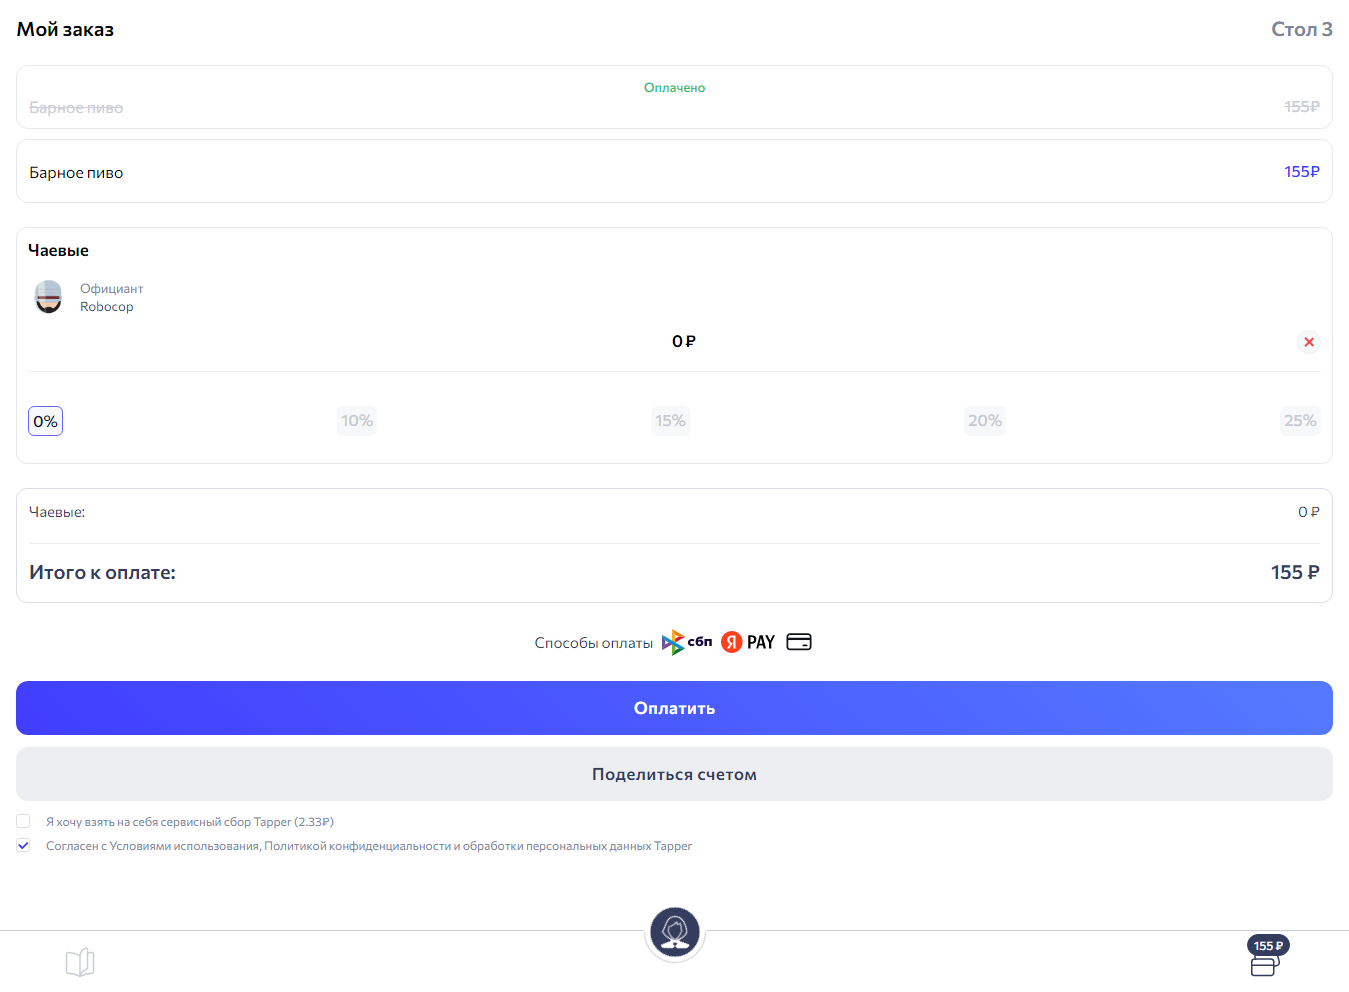 Мой заказ
Стол 3
Оплачено
Барное пиво
155₽
Барное пиво
155₽
Чаевые
Официант
Robocop
0 ₽
0%
10%
15%
20%
25%
Чаевые:
0 ₽
Итого к оплате:
155 ₽
Способы оплаты сбп Я PAY
Оплатить
Поделиться счетом
Я хочу взять на себя сервисный сбор Tapper (2.33₽)
Согласен с Условиями использования, Политикой конфиденциальности и обработки персональных данных Tapper
155 ₽